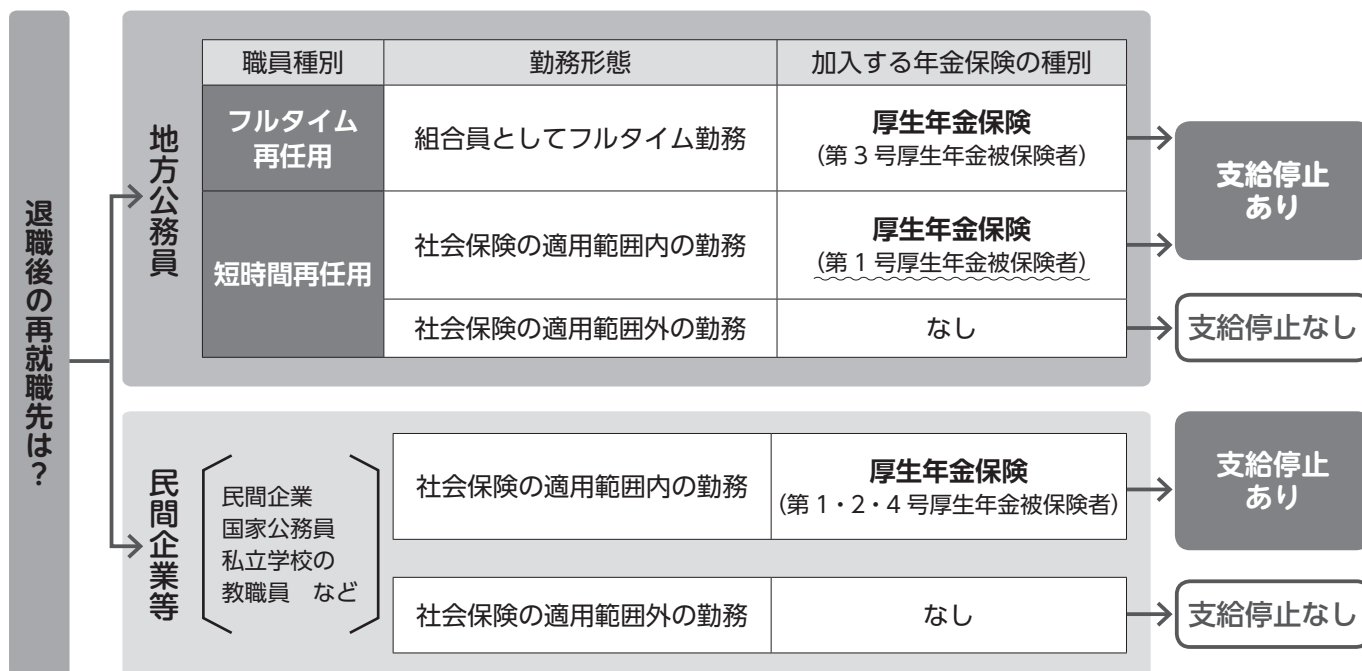 退職後の再就職先は？
地方公務員
職員種別
勤務形態
加入する年金保険の種別
フルタイム
再任用
組合員としてフルタイム勤務
厚生年金保険
（第３号厚生年金被保険者）
支給停止
あり
短時間再任用
社会保険の適用範囲内の勤務
厚生年金保険
（第１号厚生年金被保険者）
社会保険の適用範囲外の勤務
なし
支給停止なし
民間企業等
民間企業
国家公務員
私立学校の
教職員　など
社会保険の適用範囲内の勤務
厚生年金保険
（第１・２・４号厚生年金被保険者）
支給停止
あり
社会保険の適用範囲外の勤務
なし
支給停止なし